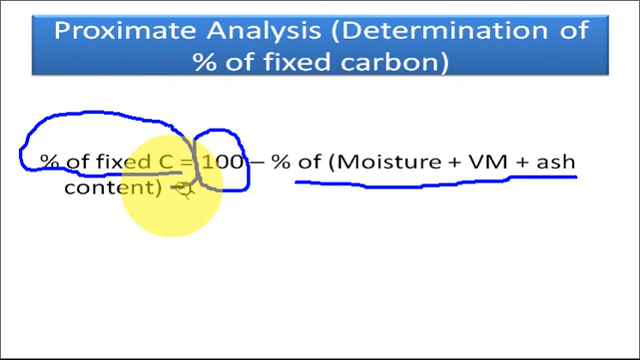 Proximate Analysis (Determination of
% of fixed carbon)
% of fixed C = 100 – % of (Moisture + VM + ash
content)